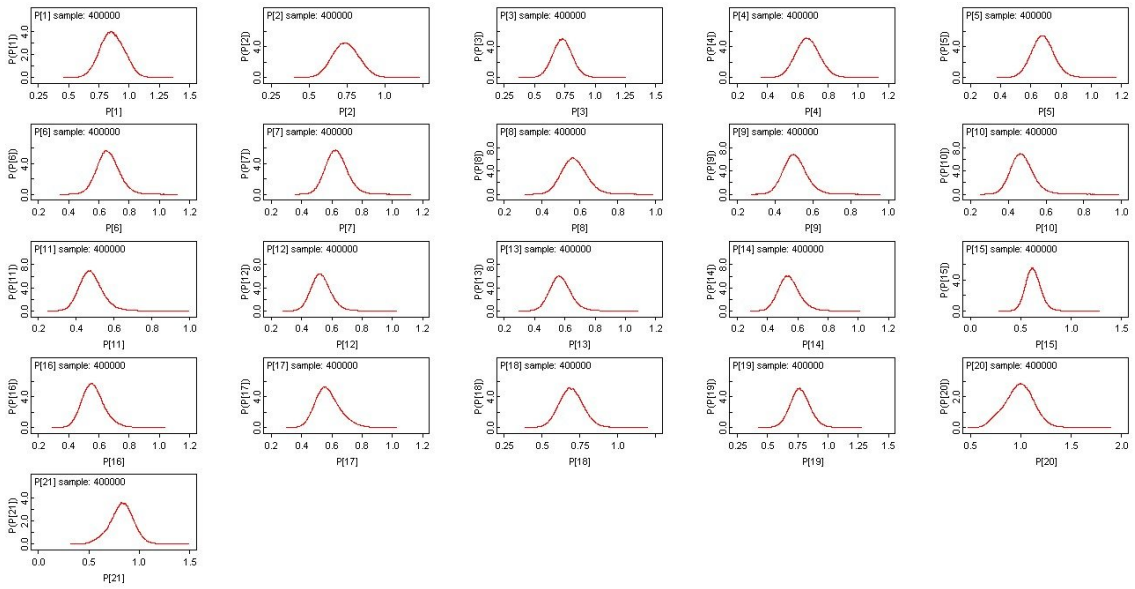 P[1] sample: 400000
P(P[1])
0.0 2.0 4.0
0.25 0.5 0.75 1.0 1.25 1.5
P[1]
P[2] sample: 400000
P(P[2])
0.0 4.0
0.25 0.5 0.75 1.0
P[2]
P[3] sample: 400000
P(P[3])
0.0 4.0
0.25 0.5 0.75 1.0 1.25 1.5
P[3]
P[4] sample: 400000
P(P[4])
0.0 4.0
0.2 0.4 0.6 0.8 1.0 1.2
P[4]
P[5] sample: 400000
P(P[5])
0.0 4.0
0.2 0.4 0.6 0.8 1.0 1.2
P[5]
P[6] sample: 400000
P(P[6])
0.0 4.0
0.2 0.4 0.6 0.8 1.0 1.2
P[6]
P[7] sample: 400000
P(P[7])
0.0 4.0
0.2 0.4 0.6 0.8 1.0 1.2
P[7]
P[8] sample: 400000
P(P[8])
0.0 4.0 8.0
0.2 0.4 0.6 0.8 1.0
P[8]
P[9] sample: 400000
P(P[9])
0.0 4.0 8.0
0.2 0.4 0.6 0.8 1.0
P[9]
P[10] sample: 400000
P(P[10])
0.0 4.0 8.0
0.2 0.4 0.6 0.8 1.0
P[10]
P[11] sample: 400000
P(P[11])
0.0 4.0 8.0
0.2 0.4 0.6 0.8 1.0
P[11]
P[12] sample: 400000
P(P[12])
0.0 4.0 8.0
0.2 0.4 0.6 0.8 1.0 1.2
P[12]
P[13] sample: 400000
P(P[13])
0.0 4.0 8.0
0.2 0.4 0.6 0.8 1.0 1.2
P[13]
P[14] sample: 400000
P(P[14])
0.0 4.0 8.0
0.2 0.4 0.6 0.8 1.0 1.2
P[14]
P[15] sample: 400000
P(P[15])
0.0 4.0
0.0 0.5 1.0 1.5
P[15]
P[16] sample: 400000
P(P[16])
0.0 4.0
0.2 0.4 0.6 0.8 1.0 1.2
P[16]
P[17] sample: 400000
P(P[17])
0.0 4.0
0.2 0.4 0.6 0.8 1.0 1.2
P[17]
P[18] sample: 400000
P(P[18])
0.0 4.0
0.25 0.5 0.75 1.0
P[18]
P[19] sample: 400000
P(P[19])
0.0 4.0
0.25 0.5 0.75 1.0 1.25 1.5
P[19]
P[20] sample: 400000
P(P[20])
0.0 2.0
0.5 1.0 1.5 2.0
P[20]
P[21] sample: 400000
P(P[21])
0.0 2.0 4.0
0.0 0.5 1.0 1.5
P[21]